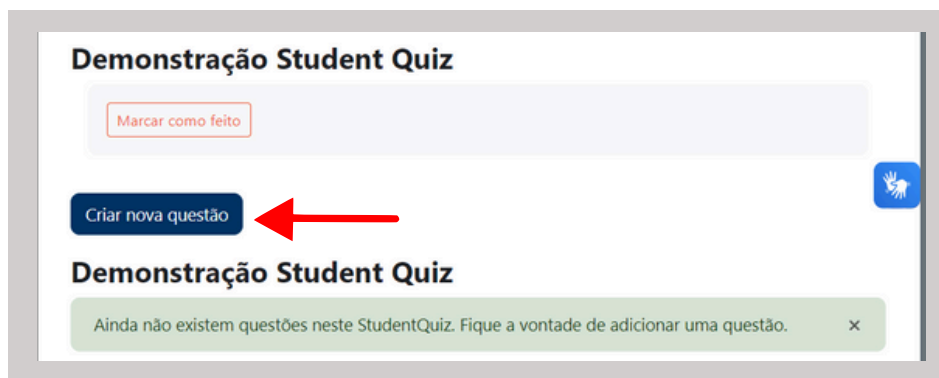 Demonstração Student Quiz
Marcar como feito
Criar nova questão
Demonstração Student Quiz
Ainda não existem questões neste StudentQuiz. Fique a vontade de adicionar uma questão. ×